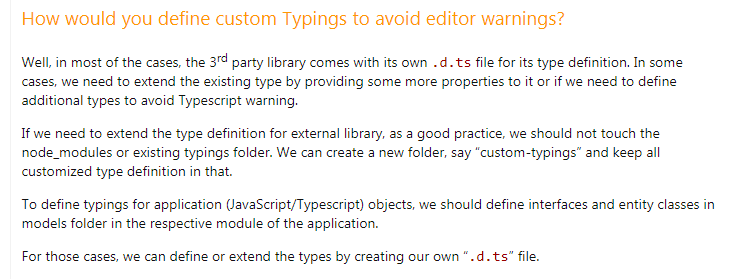 How would you define custom Typings to avoid editor warnings?
Well, in most of the cases, the 3rd party library comes with its own .d.ts file for its type definition. In some
cases, we need to extend the existing type by providing some more properties to it or if we need to define
additional types to avoid Typescript warning.
If we need to extend the type definition for external library, as a good practice, we should not touch the
node_modules or existing typings folder. We can create a new folder, say "custom-typings" and keep all
customized type definition in that.
To define typings for application (JavaScript/Typescript) objects, we should define interfaces and entity classes in
models folder in the respective module of the application.
For those cases, we can define or extend the types by creating our own ".d.ts" file.